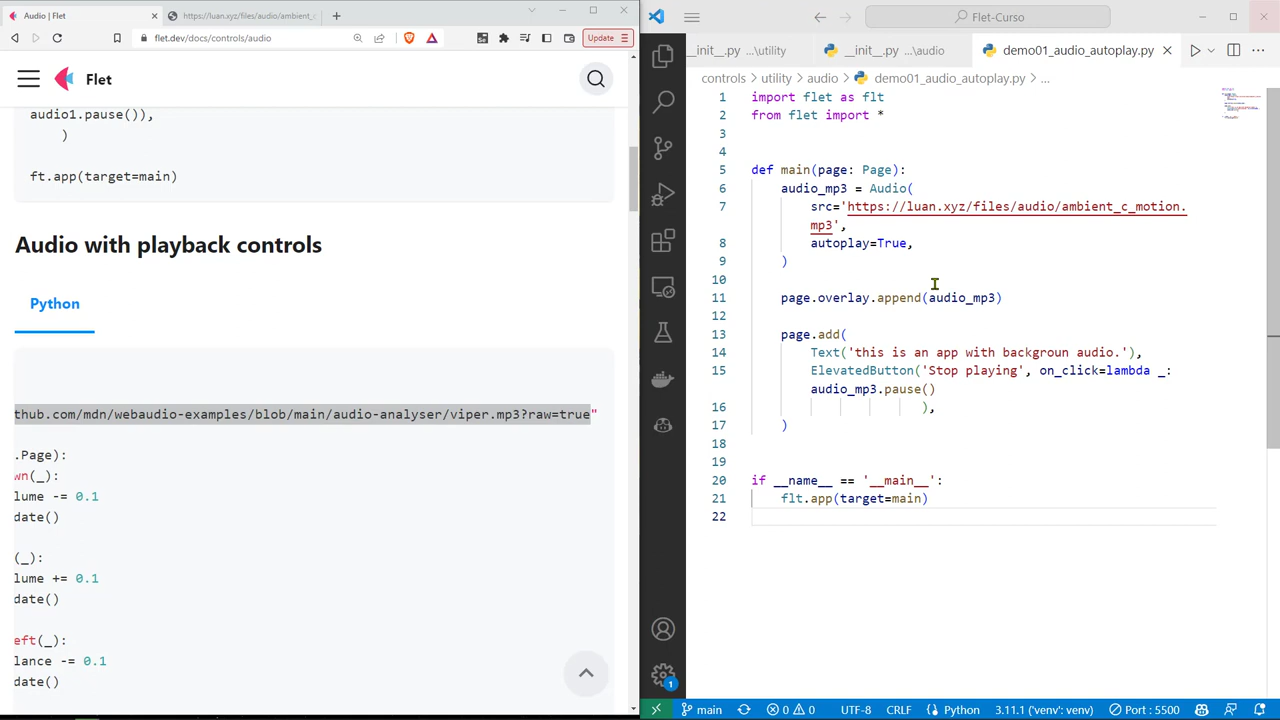 Audio | Flet
https://luan.xyz/files/audio/ambient_c
flet.dev/docs/controls/audio
Update
Flet
audio1.pause()),
)
ft.app(target=main)
Audio with playback controls
Python
thub.com/mdn/webaudio-examples/blob/main/audio-analyser/viper.mp3?raw=true"
.Page):
wn(_):
lume -= 0.1
date()
(_):
lume += 0.1
date()
eft(_):
lance -= 0.1
date()
Flet-Curso
__init__.py ...\utility
__init__.py ...\audio
demo01_audio_autoplay.py
controls > utility > audio > demo01_audio_autoplay.py > ...
1 import flet as flt
2 from flet import *
3
4
5 def main(page: Page):
6 audio_mp3 = Audio(
7 src='https://luan.xyz/files/audio/ambient_c_motion.
mp3',
8 autoplay=True,
9 )
10
11 page.overlay.append(audio_mp3)
12
13 page.add(
14 Text('this is an app with backgroun audio.'),
15 ElevatedButton('Stop playing', on_click=lambda _:
audio_mp3.pause()
16 ),
17 )
18
19
20 if __name__ == '__main__':
21 flt.app(target=main)
22
1
main
0 0
UTF-8
CRLF
Python
3.11.1 ('venv': venv)
Port : 5500